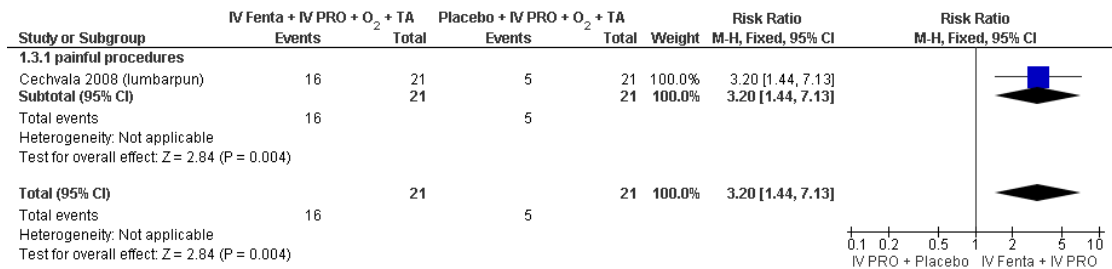 IV Fenta + IV PRO + O2 + TA Placebo + IV PRO + O2 + TA Risk Ratio Risk Ratio
Study or Subgroup Events Total Events Total Weight M-H, Fixed, 95% CI M-H, Fixed, 95% CI
1.3.1 painful procedures
Cechvala 2008 (lumbarpun) 16 21 5 21 100.0% 3.20 [1.44, 7.13]
Subtotal (95% CI) 21 21 100.0% 3.20 [1.44, 7.13]
Total events 16 5
Heterogeneity: Not applicable
Test for overall effect: Z = 2.84 (P = 0.004)
Total (95% CI) 21 21 100.0% 3.20 [1.44, 7.13]
Total events 16 5
Heterogeneity: Not applicable
Test for overall effect: Z = 2.84 (P = 0.004)
0.1 0.2 0.5 1 2 5 10
IV PRO + Placebo IV Fenta + IV PRO